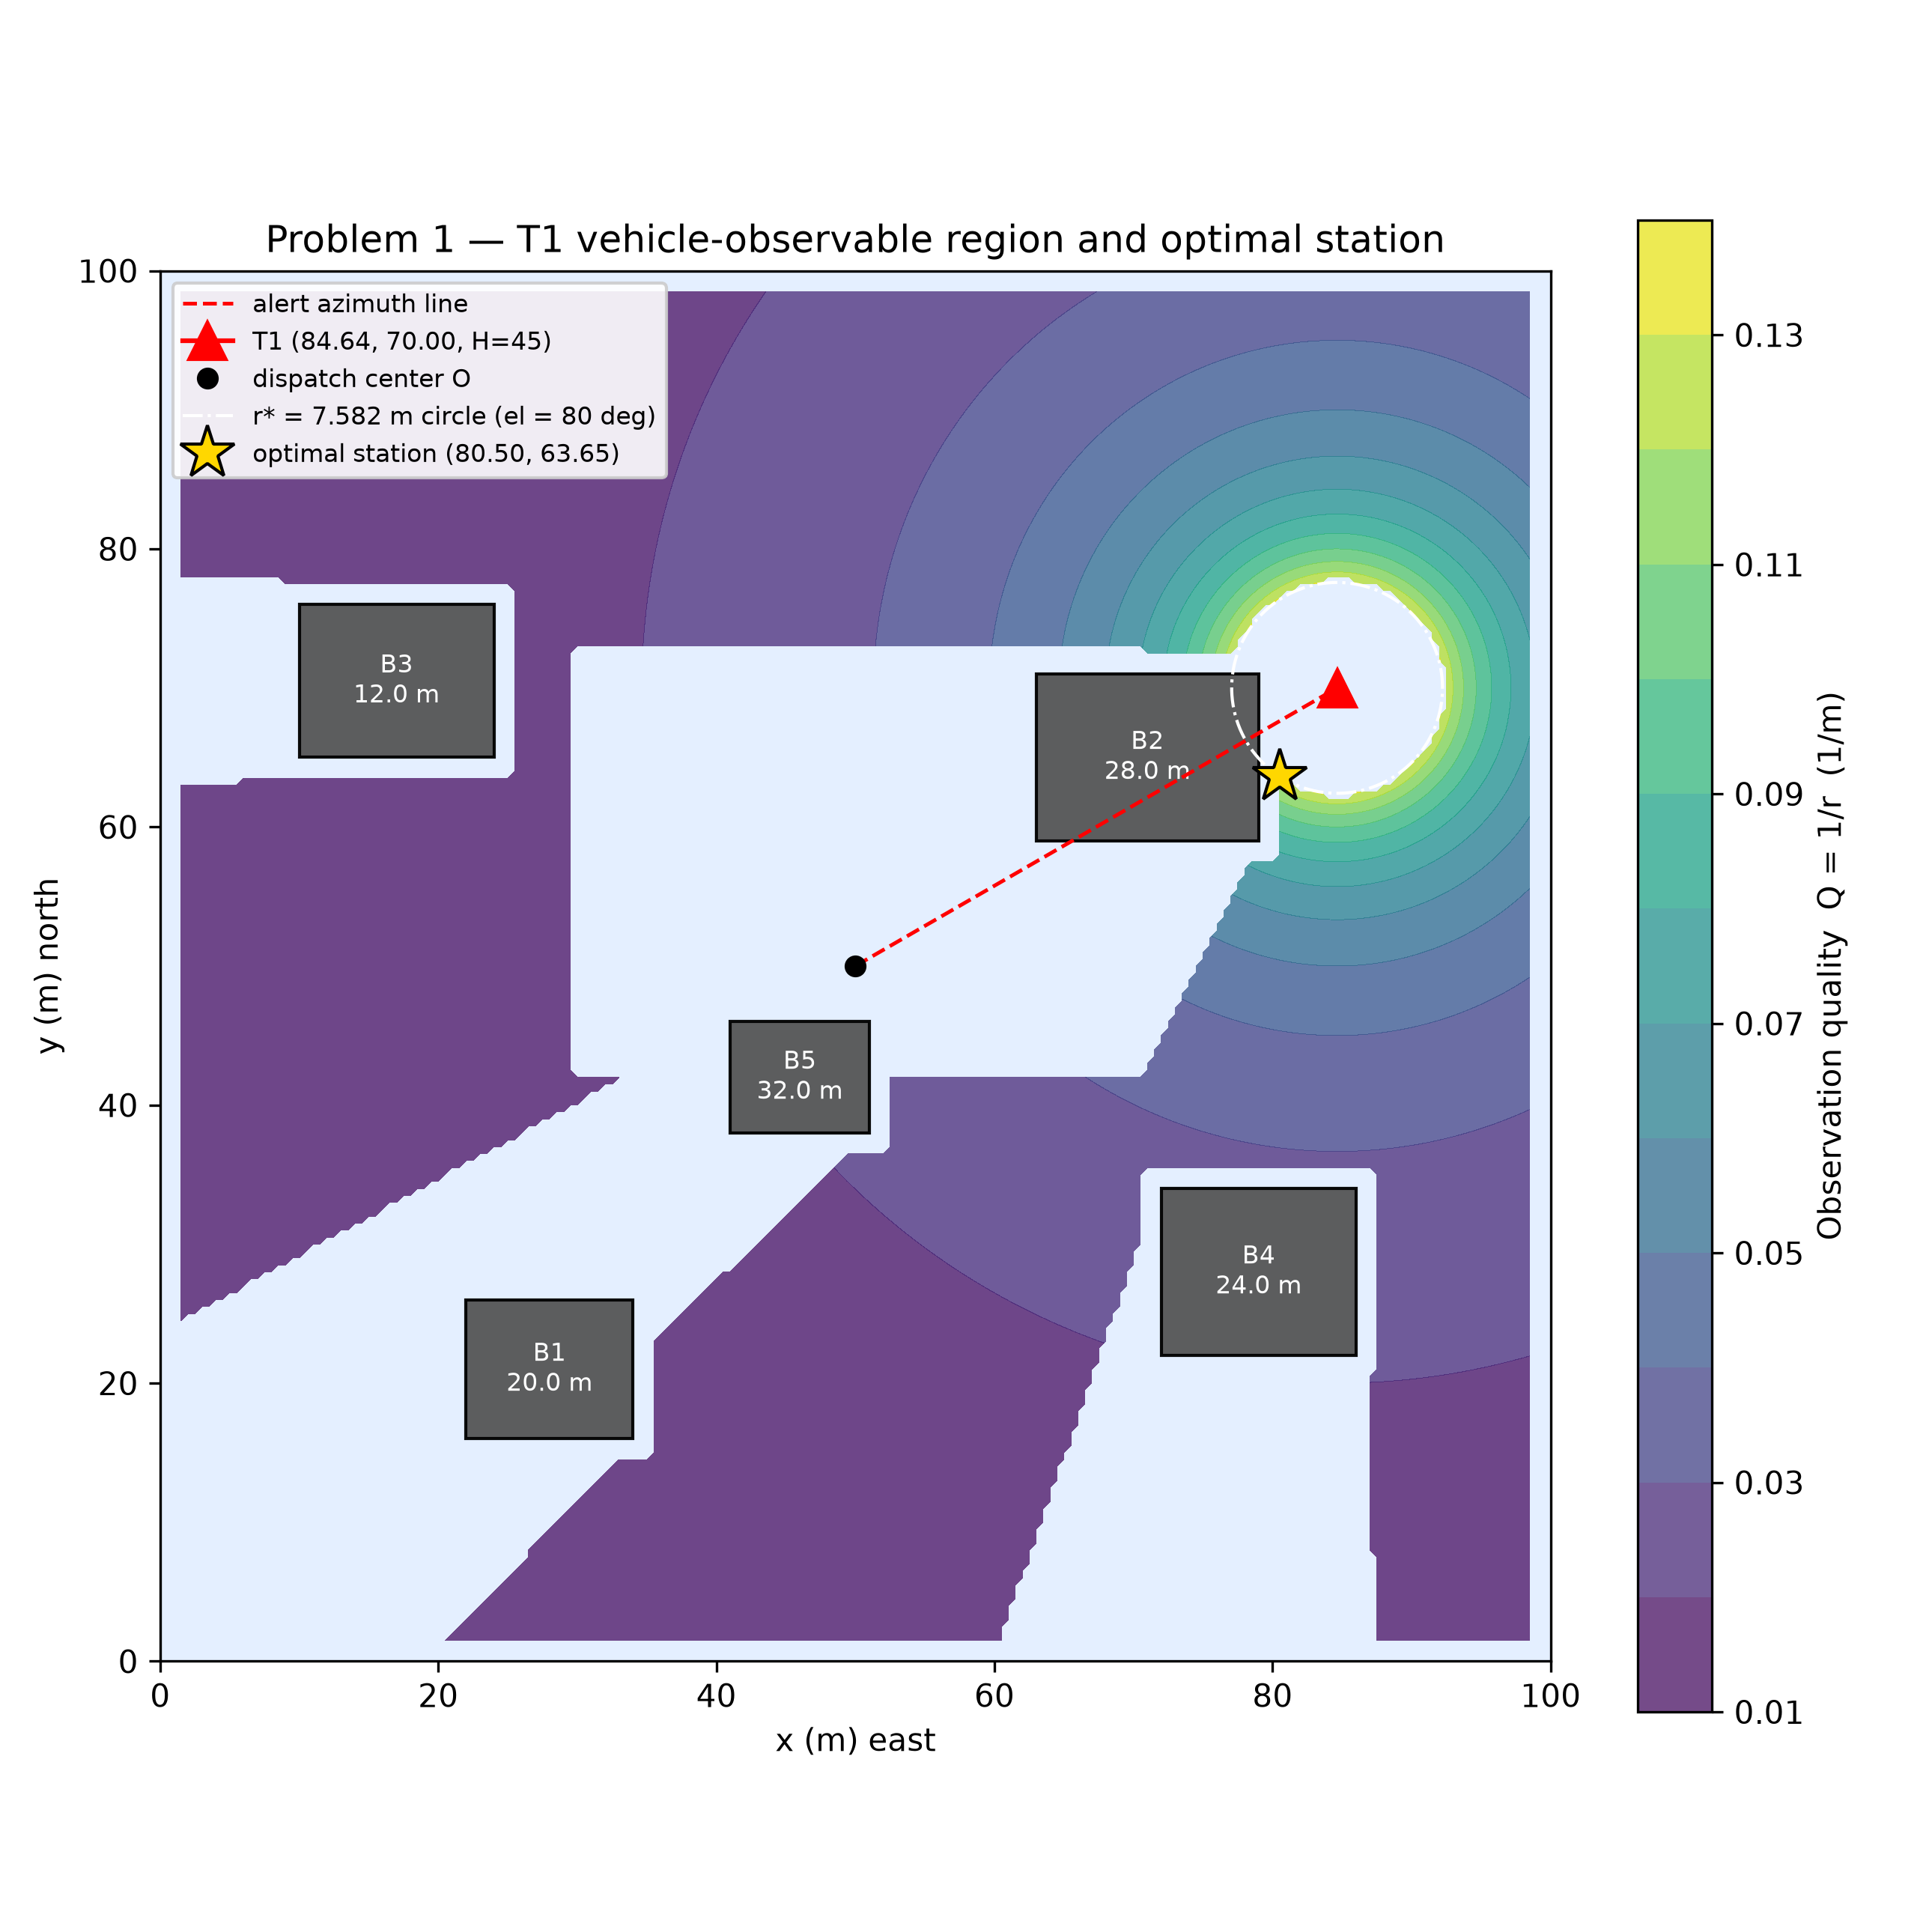 Problem 1 — T1 vehicle-observable region and optimal station
alert azimuth line
T1 (84.64, 70.00, H=45)
dispatch center O
r* = 7.582 m circle (el = 80 deg)
optimal station (80.50, 63.65)
100
80
60
40
20
0
y (m) north
B3
12.0 m
B2
28.0 m
B5
32.0 m
B4
24.0 m
B1
20.0 m
0
20
40
60
80
100
x (m) east
0.13
0.11
0.09
0.07
0.05
0.03
0.01
Observation quality Q = 1/r (1/m)